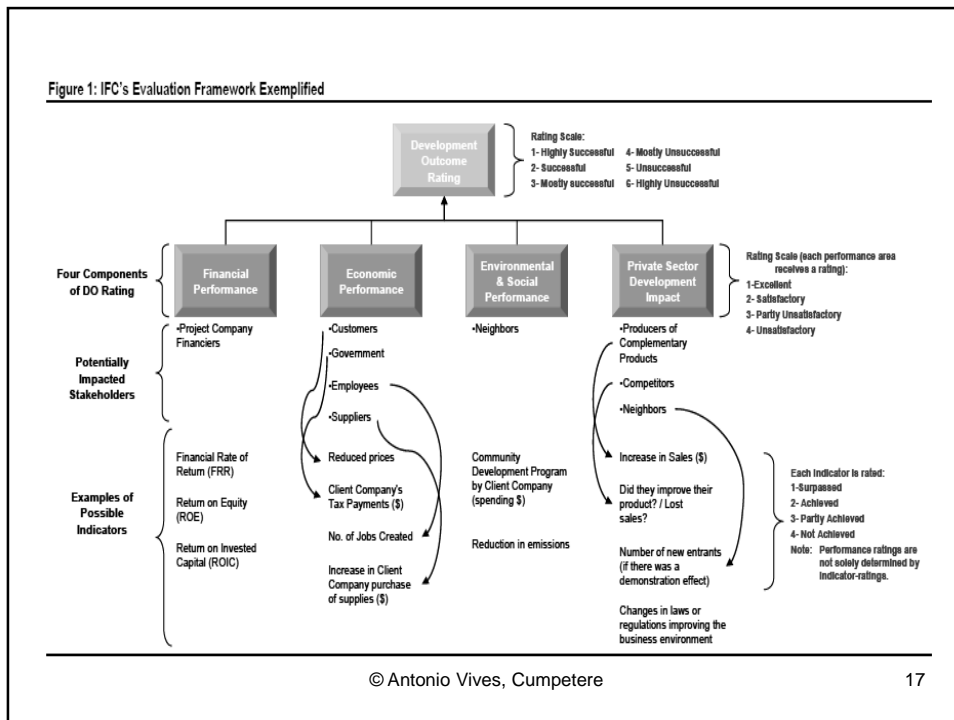 Figure 1: IFC's Evaluation Framework Exemplified
Development
Outcome
Rating
Rating Scale:
1- Highly Successful 4- Mostly Unsuccessful
2- Successful 5- Unsuccessful
3- Mostly successful 6- Highly Unsuccessful
Four Components
of DO Rating
Financial
Performance
Economic
Performance
Environmental
& Social
Performance
Private Sector
Development
Impact
Rating Scale (each performance area
receives a rating):
1-Excellent
2- Satisfactory
3- Partly Unsatisfactory
4- Unsatisfactory
Potentially
Impacted
Stakeholders
•Project Company
Financiers
•Customers
•Government
•Employees
•Suppliers
•Neighbors
•Producers of
Complementary
Products
•Competitors
•Neighbors
Examples of
Possible
Indicators
Financial Rate of
Return (FRR)
Return on Equity
(ROE)
Return on Invested
Capital (ROIC)
Reduced prices
Client Company's
Tax Payments ($)
No. of Jobs Created
Increase in Client
Company purchase
of supplies ($)
Community
Development Program
by Client Company
(spending $)
Reduction in emissions
Increase in Sales ($)
Did they improve their
product? / Lost
sales?
Number of new entrants
(if there was a
demonstration effect)
Changes in laws or
regulations improving the
business environment
Each indicator is rated:
1-Surpassed
2- Achieved
3- Partly Achieved
4- Not Achieved
Note: Performance ratings are
not solely determined by
indicator-ratings.
© Antonio Vives, Cumpetere 17